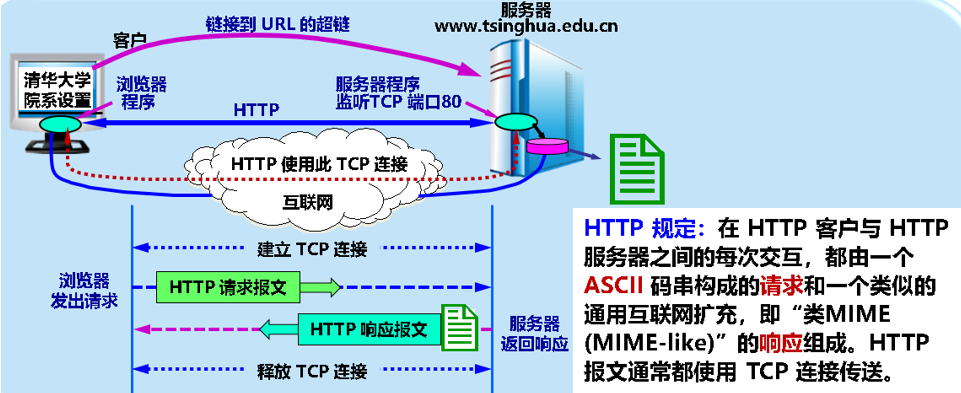 服务器
www.tsinghua.edu.cn
链接到 URL 的超链
客户
清华大学
院系设置
浏览器
程序
服务器程序
监听TCP 端口80
HTTP
HTTP 使用此 TCP 连接
互联网
建立 TCP 连接
浏览器
发出请求
HTTP 请求报文
HTTP 响应报文
服务器
返回响应
释放 TCP 连接
HTTP 规定：在 HTTP 客户与 HTTP
服务器之间的每次交互，都由一个
ASCII 码串构成的请求和一个类似的
通用互联网扩充，即“类MIME
(MIME-like)”的响应组成。HTTP
报文通常都使用 TCP 连接传送。